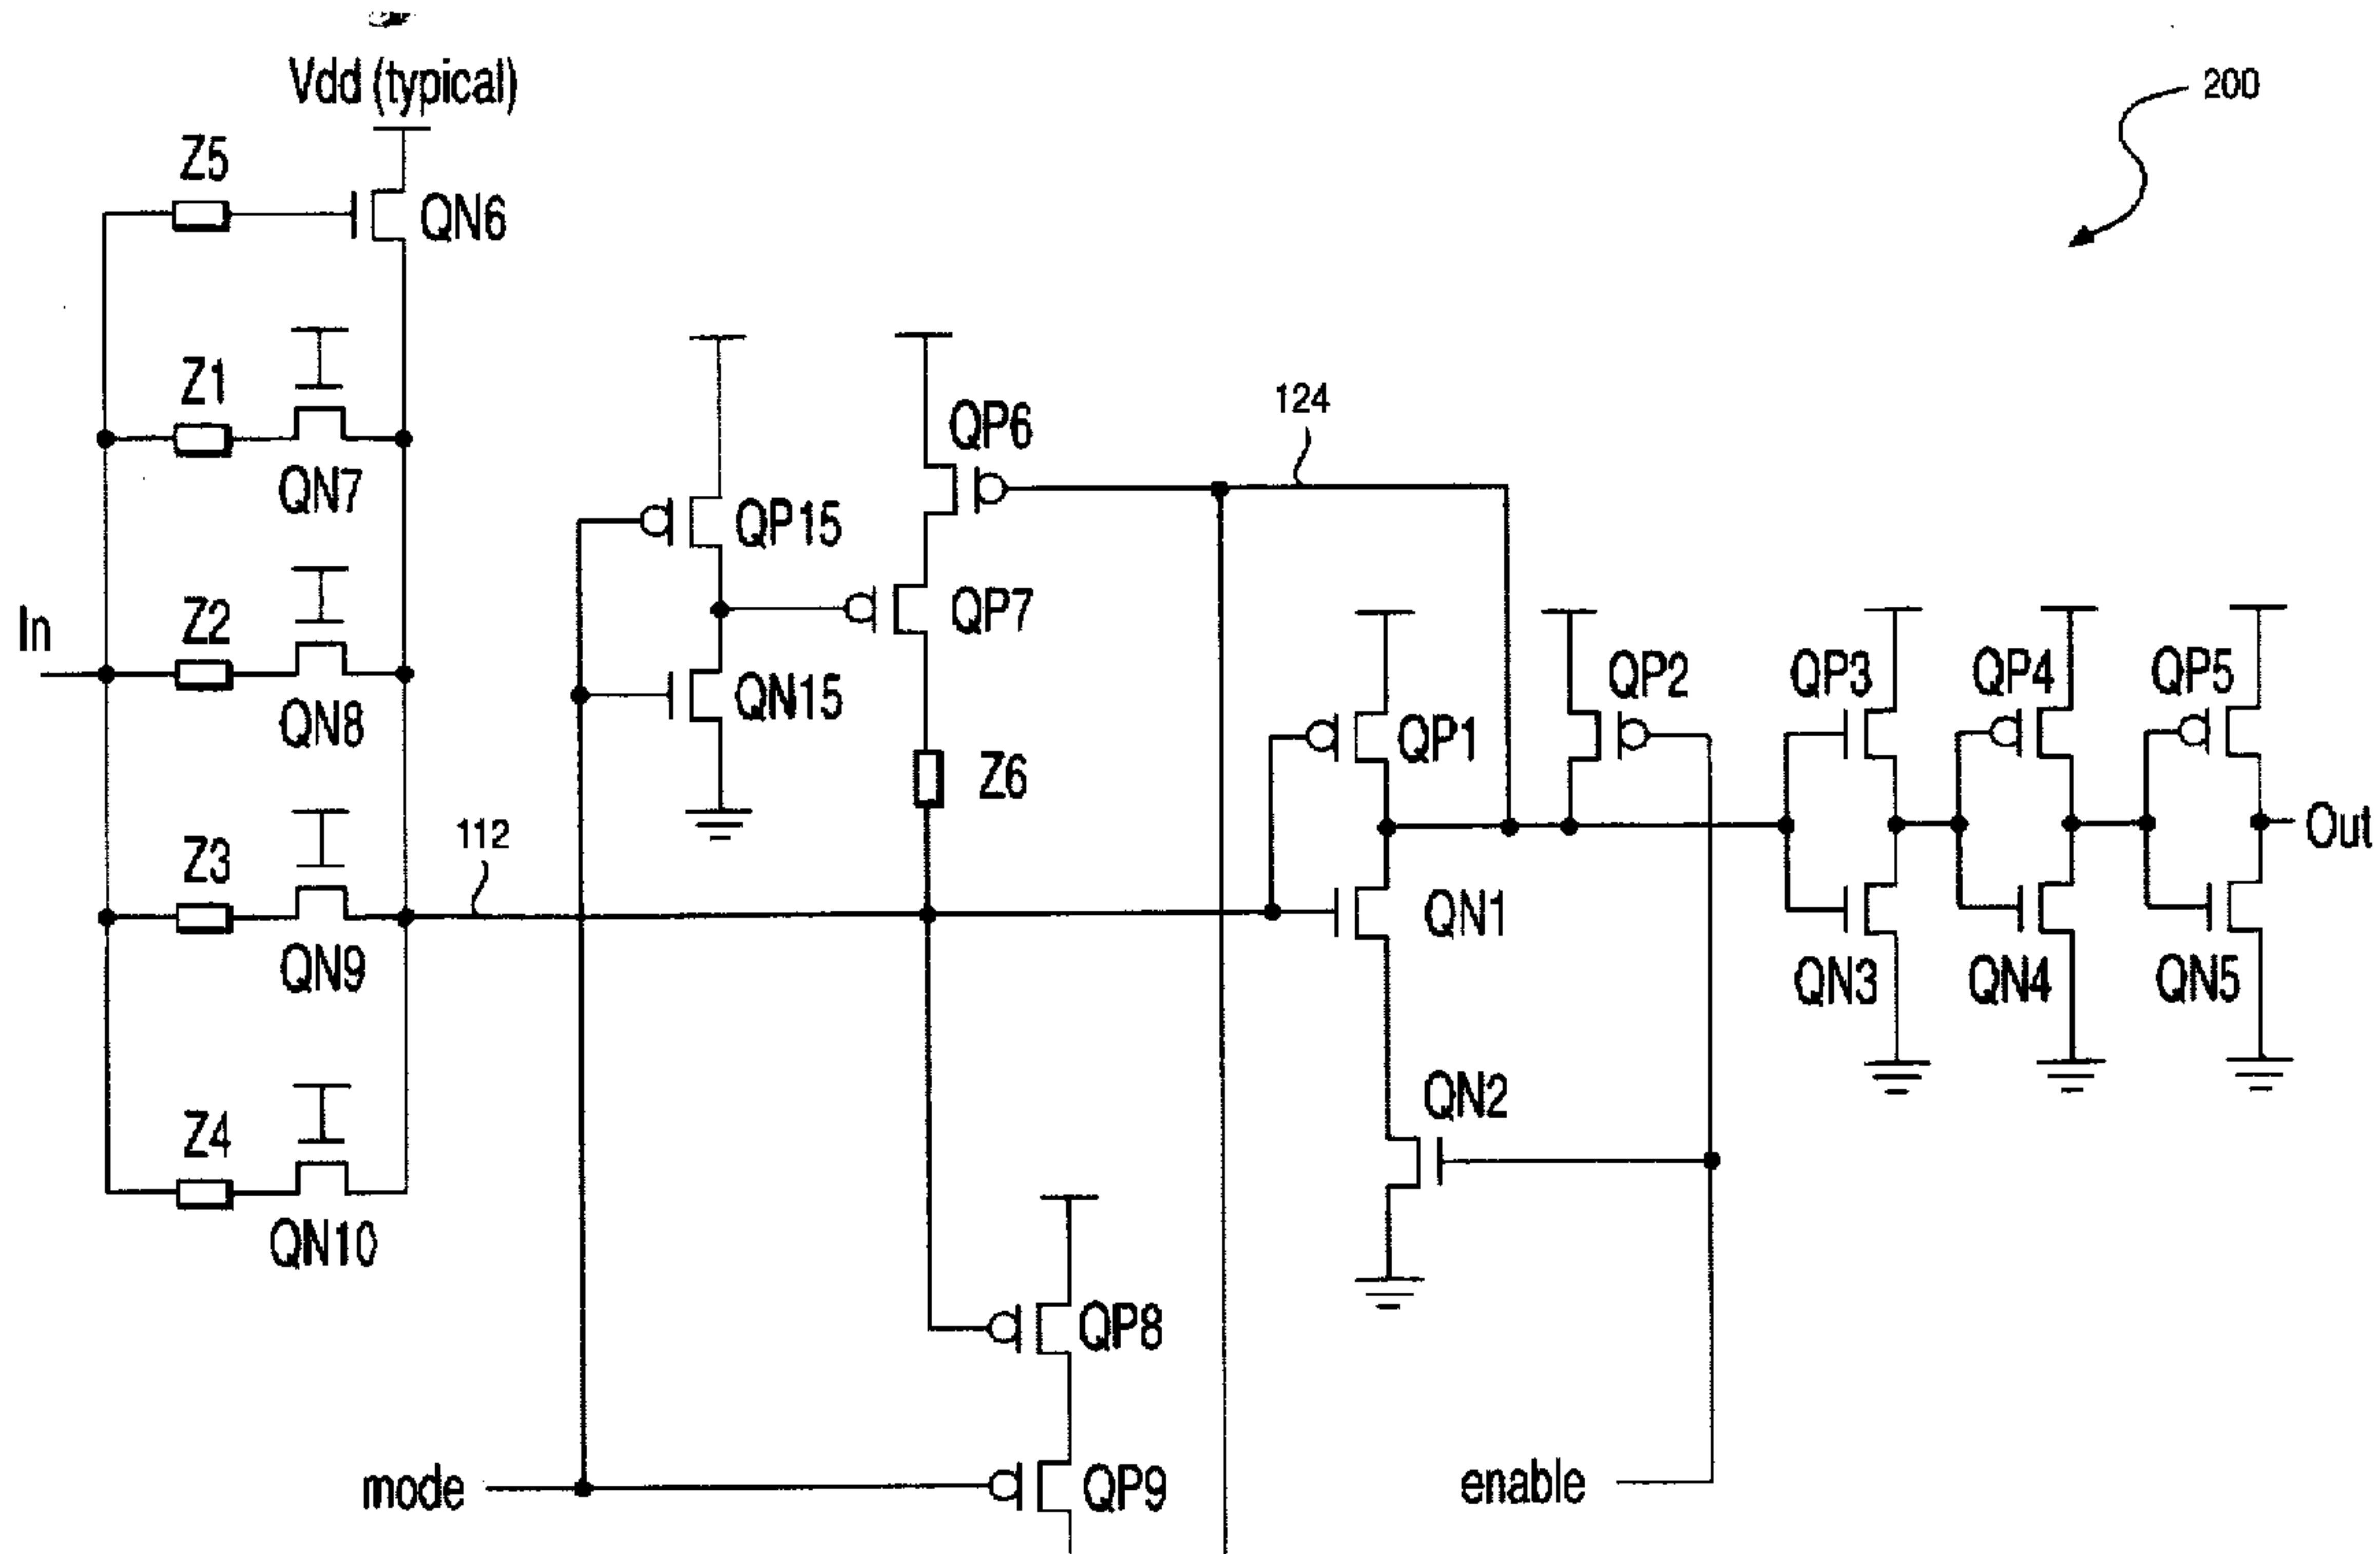 Vdd (typical)
200
Z5
QN6
Z1
QN7
QP6
124
QP15
Z2
QP7
In
QN8
QN15
QP2
QP3
QP4
QP5
QP1
Z6
Z3
112
Out
QN9
QN1
QN3
QN4
QN5
Z4
QN2
QN10
QP8
mode
QP9
enable